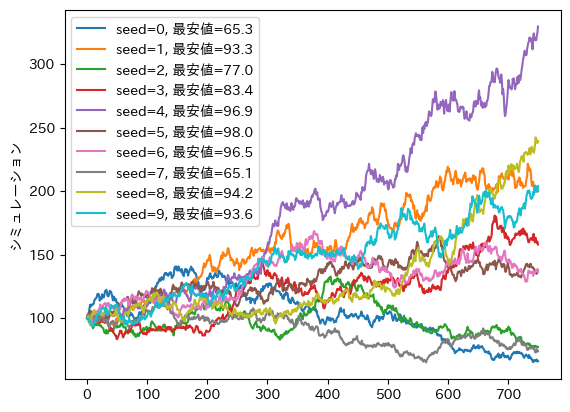 seed=0, 最安値=65.3
seed=1, 最安値=93.3
seed=2, 最安値=77.0
seed=3, 最安値=83.4
seed=4, 最安値=96.9
seed=5, 最安値=98.0
seed=6, 最安値=96.5
seed=7, 最安値=65.1
seed=8, 最安値=94.2
seed=9, 最安値=93.6
シミュレーション
300
250
200
150
100
0 100 200 300 400 500 600 700